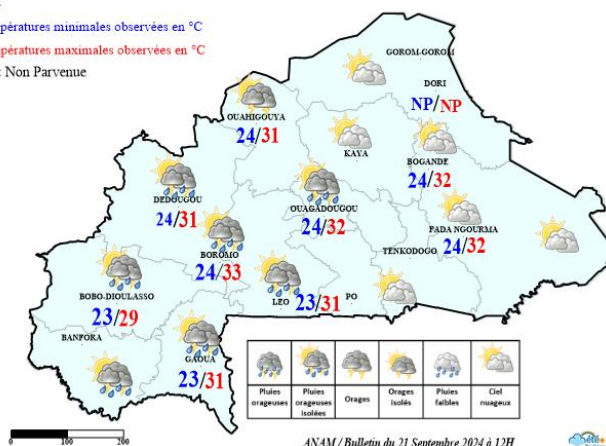 pératures minimales observées en °C
pératures maximales observées en °C
: Non Parvenue
GOROM-GOROM
DORI
NP/NP
OUAHIGOUYA
24/31
KAYA
BOGANDE
24/32
DEDOUGOU
24/31
OUAGADOUGOU
24/32
FADA NGOURMA
24/32
BOROMO
24/33
TENKODOGO
BOBO-DIOULASSO
23/29
LEO 23/31 PO
BANFORA
GAOUA
23/31
Pluies orageuses
Pluies orageuses isolées
Orages
Orages isolés
Pluies faibles
Ciel nuageux
0 100 200
ANAM / Bulletin du 21 Septembre 2024 à 12H